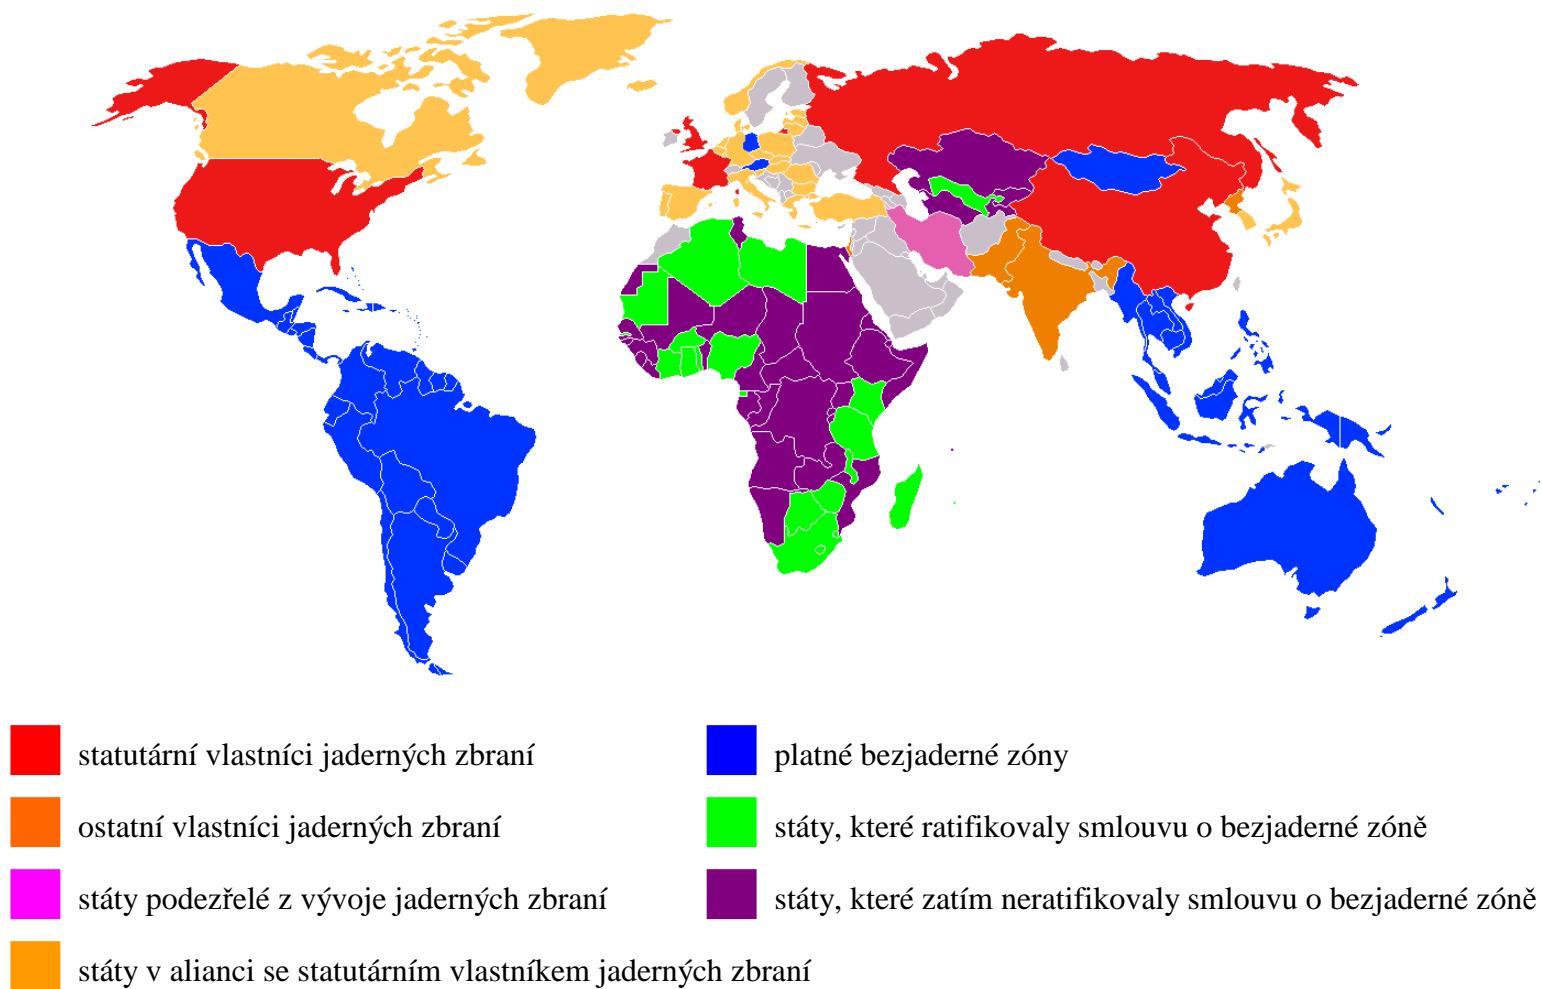 statutární vlastníci jaderných zbraní
ostatní vlastníci jaderných zbraní
státy podezřelé z vývoje jaderných zbraní
státy v alianci se statutárním vlastníkem jaderných zbraní
platné bezjaderné zóny
státy, které ratifikovaly smlouvu o bezjaderné zóně
státy, které zatím neratifikovaly smlouvu o bezjaderné zóně